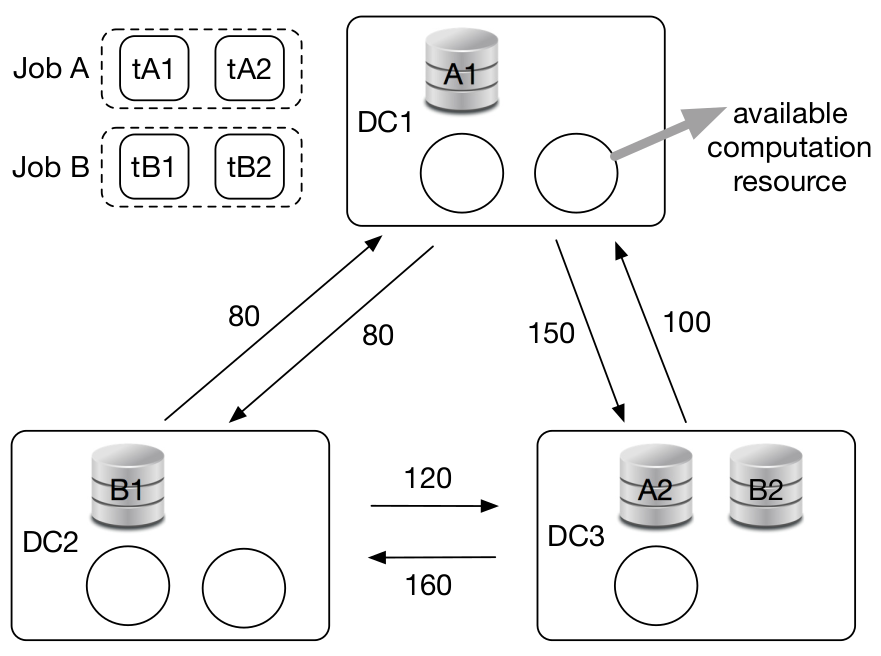 Job A
tA1
tA2
Job B
tB1
tB2
A1
DC1
available
computation
resource
80
80
150
100
B1
DC2
120
160
A2
B2
DC3